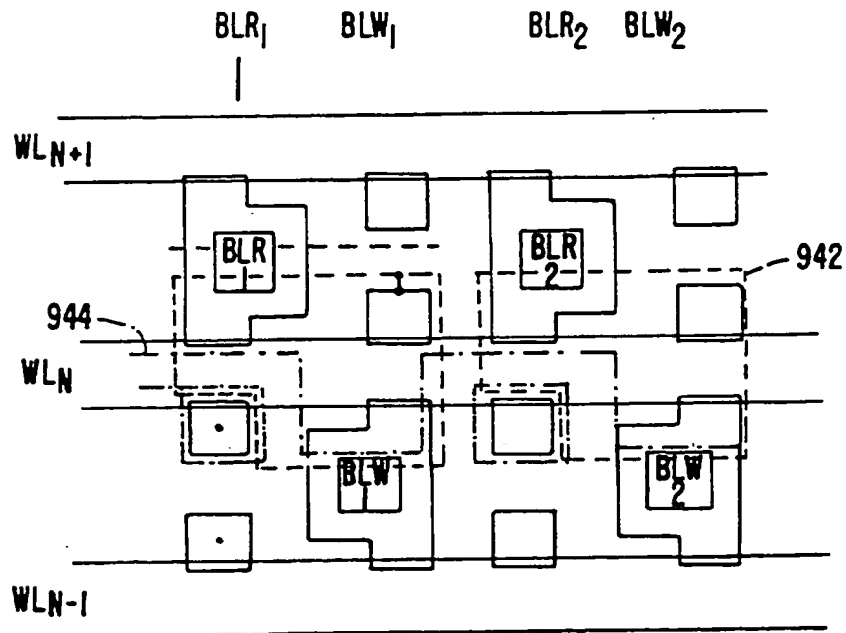 BLR1 BLW1 BLR2 BLW2
WLN+1
BLR 1
BLR 2
942
944
WLN
BLW 1
BLW 2
WLN-1